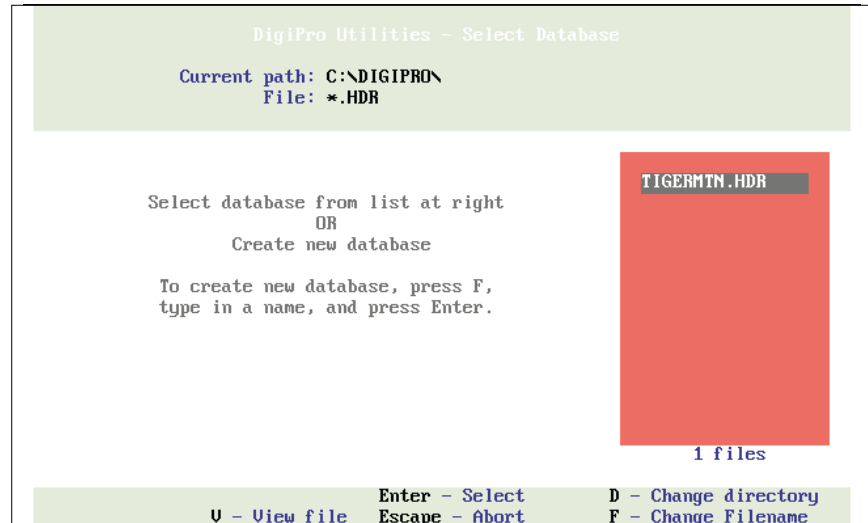 DigiPro Utilities - Select Database
Current path: C:\DIGIPRO\
File: *.HDR
TIGERMTN.HDR
Select database from list at right
OR
Create new database
To create new database, press F,
type in a name, and press Enter.
1 files
Enter - Select D - Change directory
V - View file Escape - Abort F - Change Filename